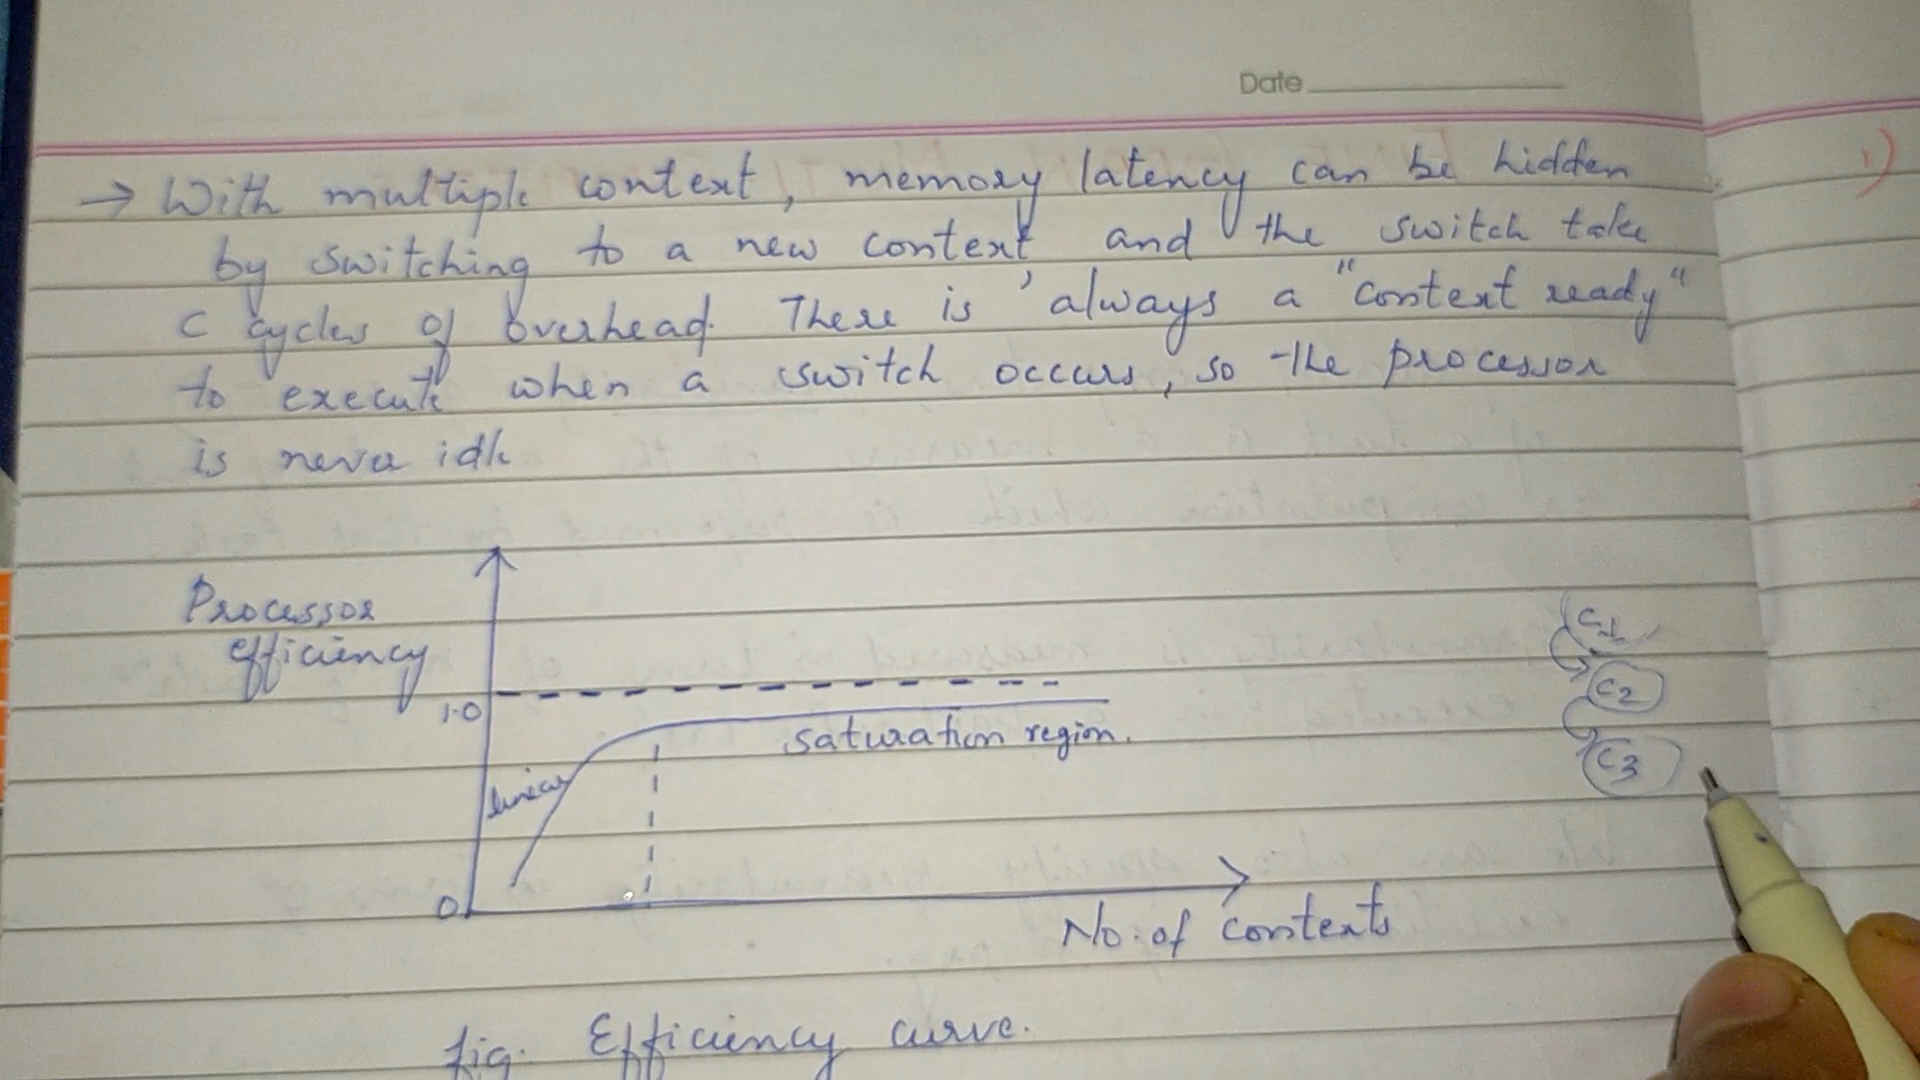 Date
→ With multiple context, memory latency can be hidden
by switching to a new context and the switch take
C cycles of overhead. There is always a "context ready"
to execute when a switch occurs, so the processor
is never idle
Processor
efficiency
1.0
saturation region.
linear
0
No. of contexts
fig. Efficiency curve.
C1
C2
C3
1)